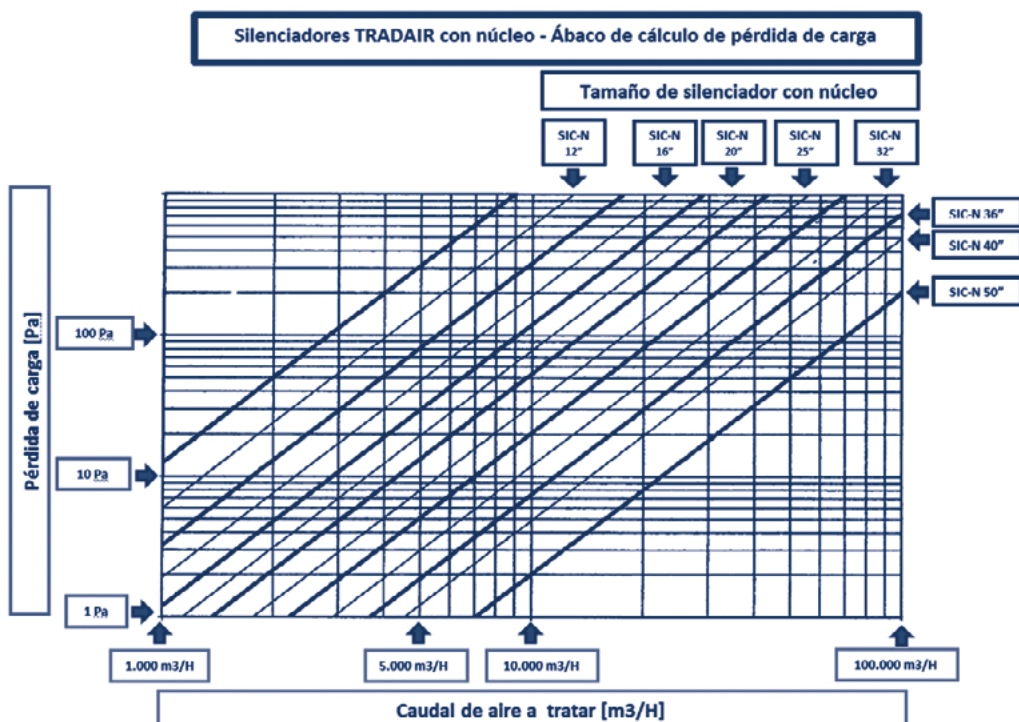 Silenciadores TRADAIR con núcleo - Ábaco de cálculo de pérdida de carga
Tamaño de silenciador con núcleo
SIC-N
12”
SIC-N
16”
SIC-N
20”
SIC-N
25”
SIC-N
32”
SIC-N 36”
SIC-N 40”
SIC-N 50”
Pérdida de carga [Pa]
100 Pa
10 Pa
1 Pa
1.000 m3/H
5.000 m3/H
10.000 m3/H
100.000 m3/H
Caudal de aire a tratar [m3/H]